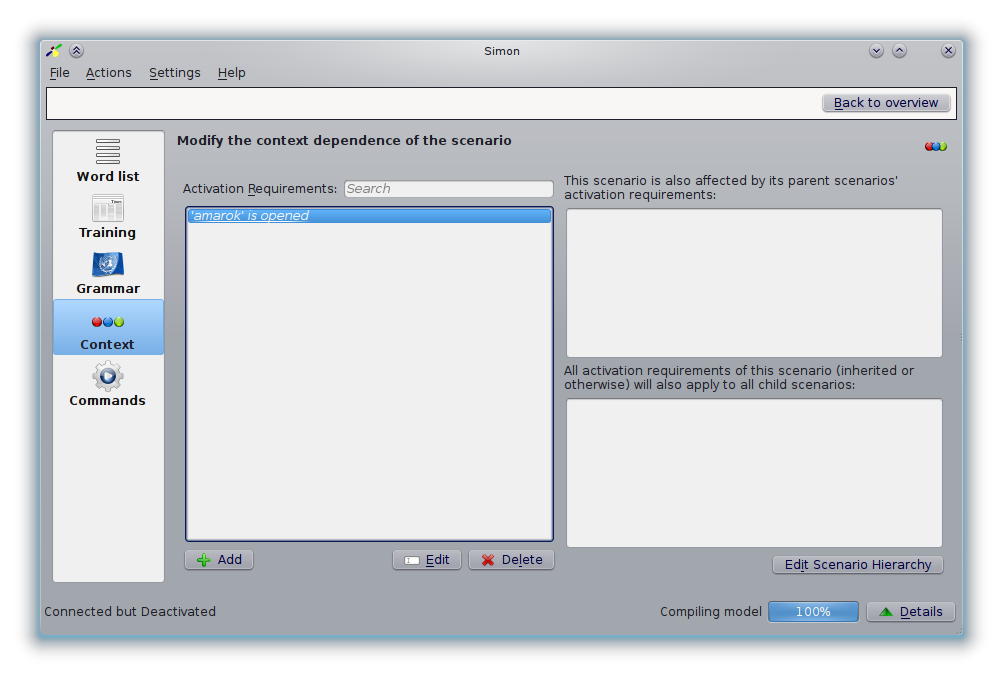 Simon
File Actions Settings Help
Back to overview
Word list
Training
Grammar
Context
Commands
Modify the context dependence of the scenario
Activation Requirements: Search
'amarok' is opened
Add Edit Delete
This scenario is also affected by its parent scenarios'
activation requirements:
All activation requirements of this scenario (inherited or
otherwise) will also apply to all child scenarios:
Edit Scenario Hierarchy
Connected but Deactivated
Compiling model 100% Details